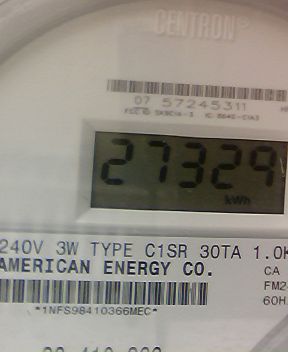 CENTRON®
07 57245311
27329
kWh
240V 3W TYPE C1SR 30TA 1.0K
AMERICAN ENERGY CO.
CA
FM2
60H
*1NFS98410366MEC*